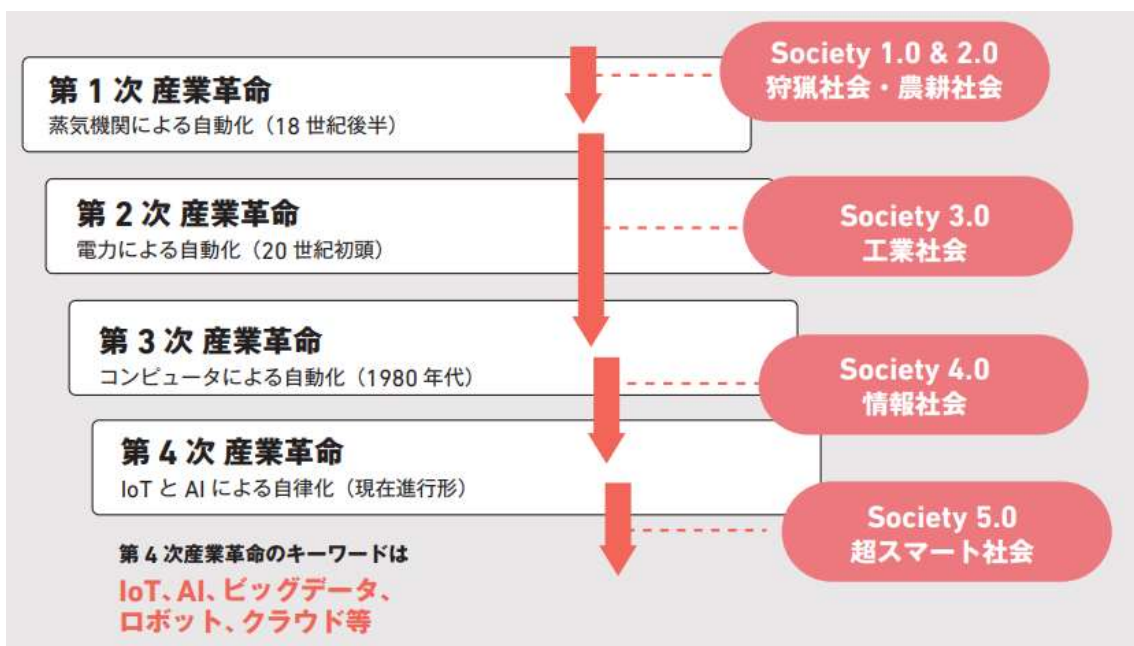 第 1 次 産業革命
蒸気機関による自動化（18 世紀後半）
Society 1.0 & 2.0
狩猟社会・農耕社会
第 2 次 産業革命
電力による自動化（20 世紀初頭）
Society 3.0
工業社会
第 3 次 産業革命
コンピュータによる自動化（1980 年代）
Society 4.0
情報社会
第 4 次 産業革命
IoT と AI による自律化（現在進行形）
Society 5.0
超スマート社会
第 4 次産業革命のキーワードは
IoT、AI、ビッグデータ、
ロボット、クラウド等